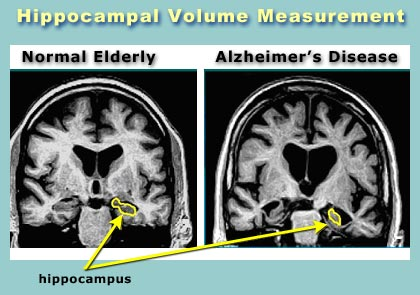 Hippocampal Volume Measurement
Normal Elderly
Alzheimer's Disease
hippocampus